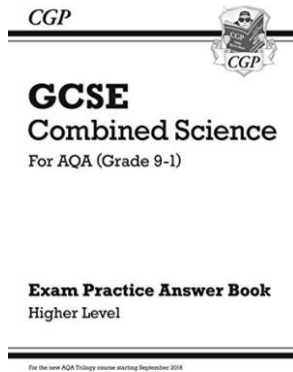 CGP
CGP
CGP
GCSE
Combined Science
For AQA (Grade 9-1)
Exam Practice Answer Book
Higher Level
For the new AQA Trilogy course starting September 2016